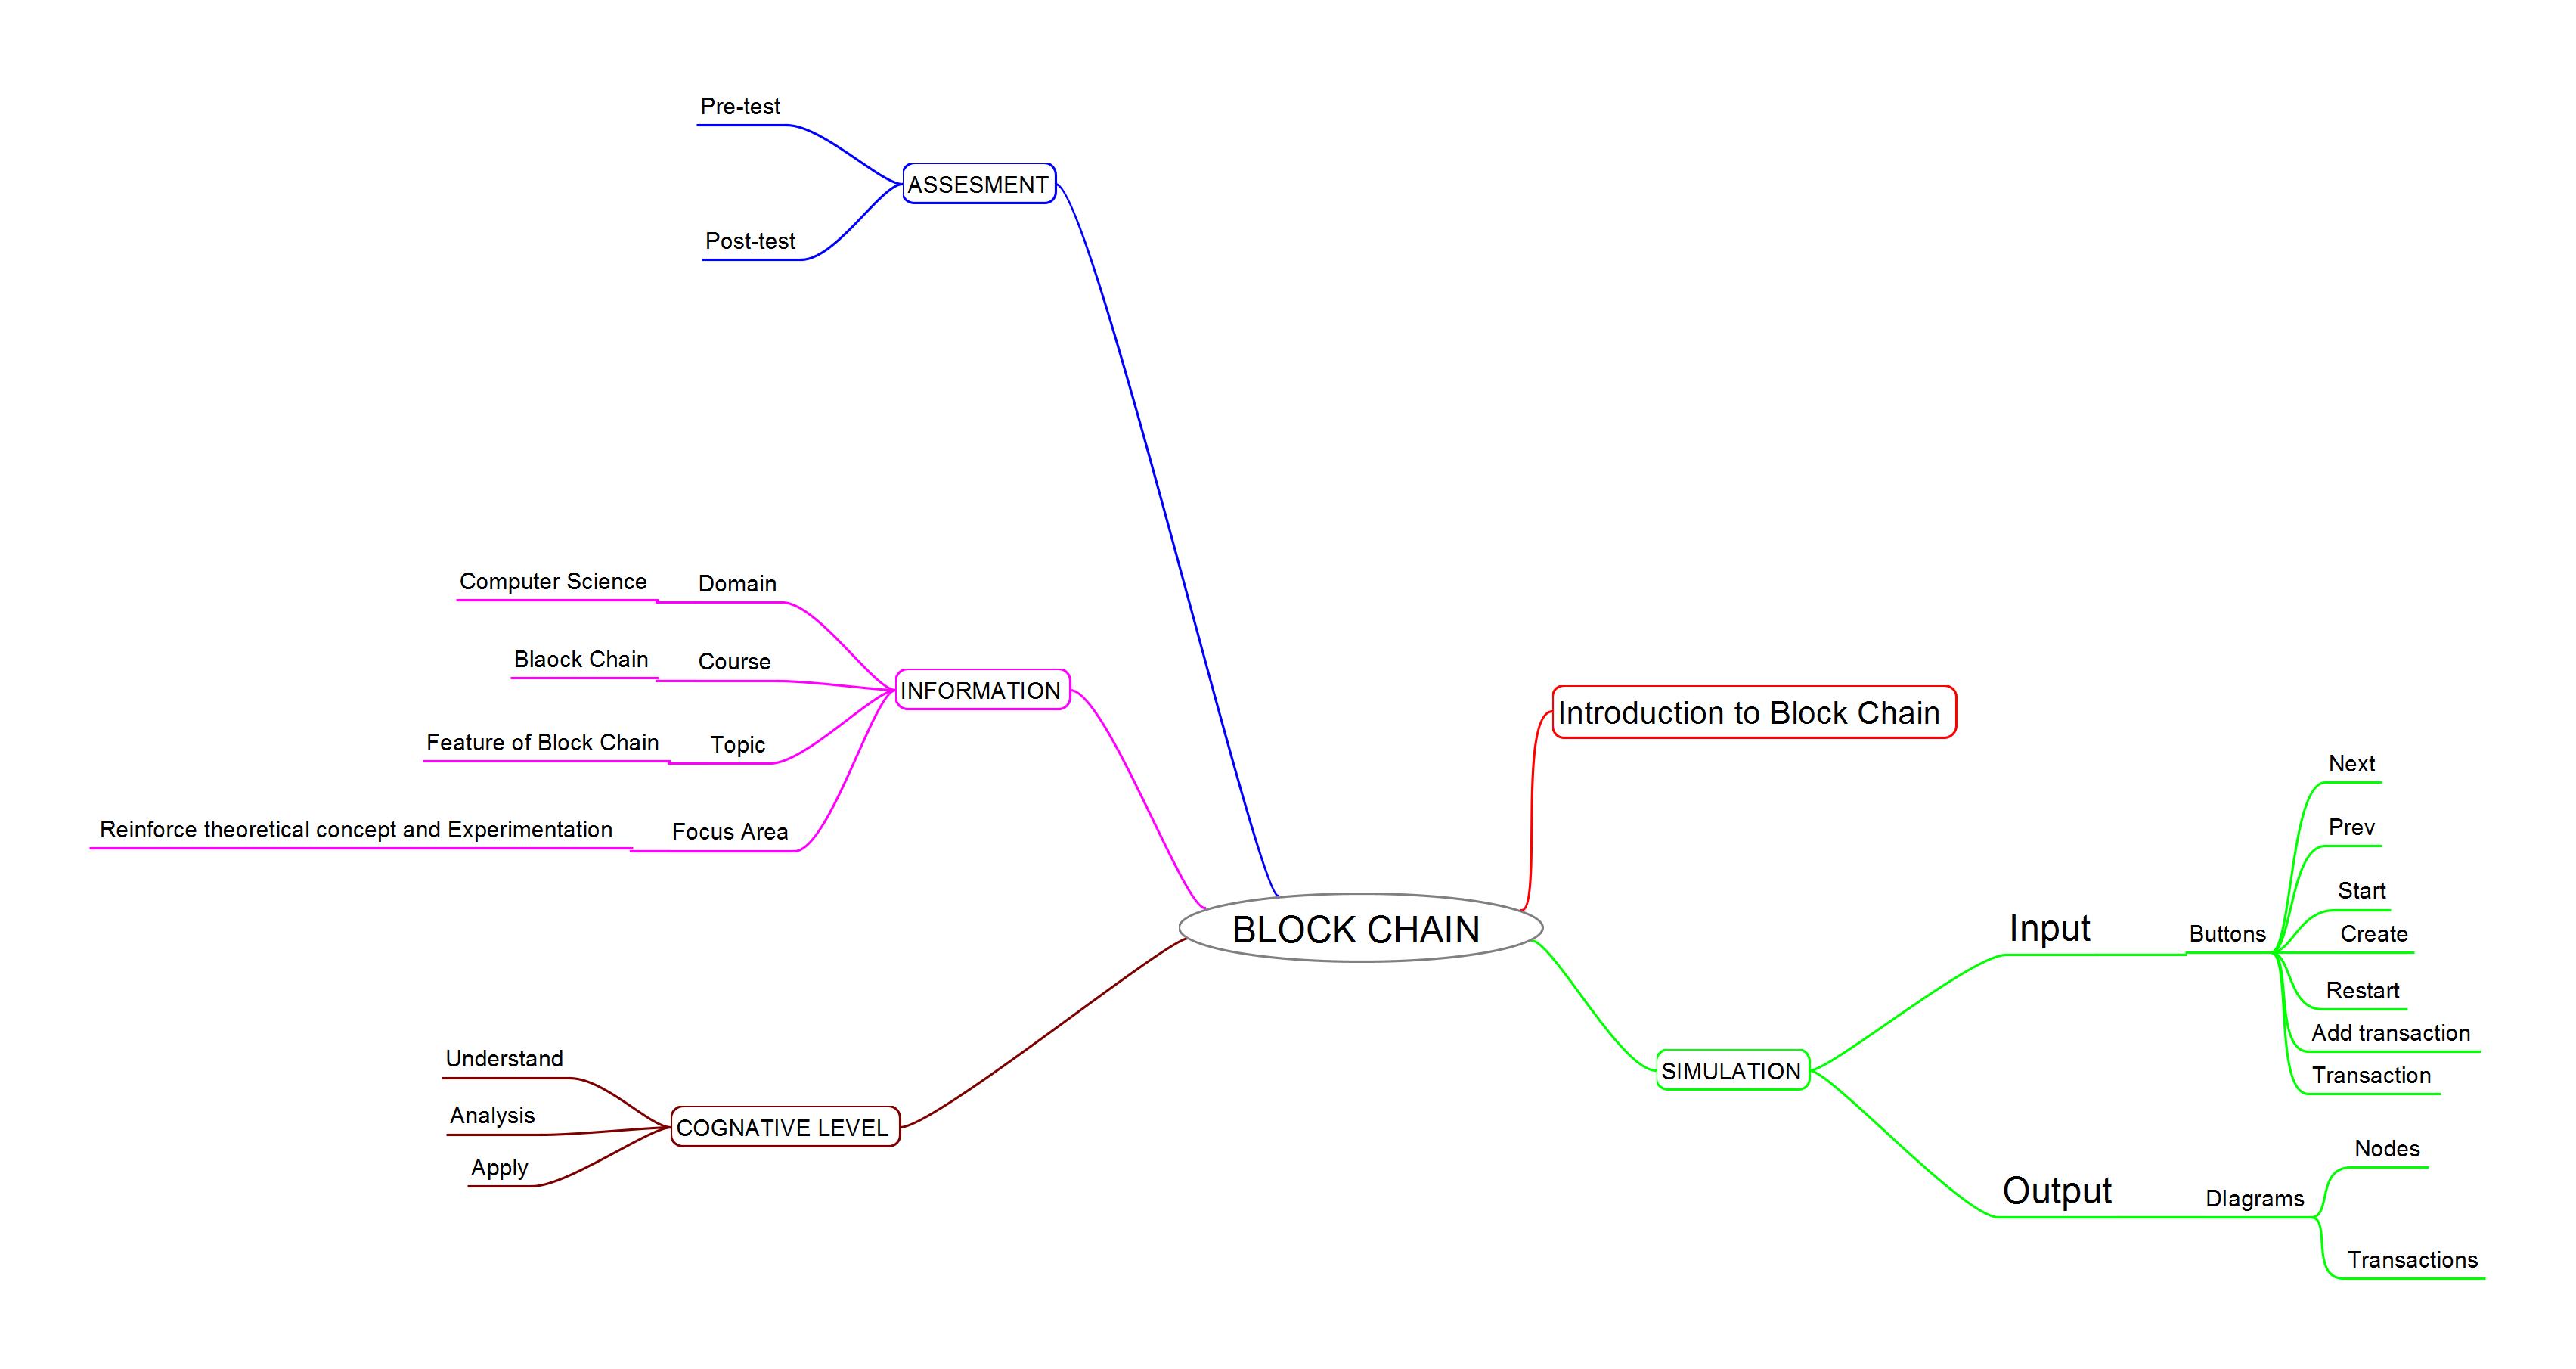 Pre-test
ASSESMENT
Post-test
Computer Science
Domain
Blaock Chain
Course
INFORMATION
Feature of Block Chain
Topic
Reinforce theoretical concept and Experimentation
Focus Area
Introduction to Block Chain
BLOCK CHAIN
Understand
Analysis
COGNATIVE LEVEL
Apply
SIMULATION
Input
Buttons
Next
Prev
Start
Create
Restart
Add transaction
Transaction
Output
DIagrams
Nodes
Transactions